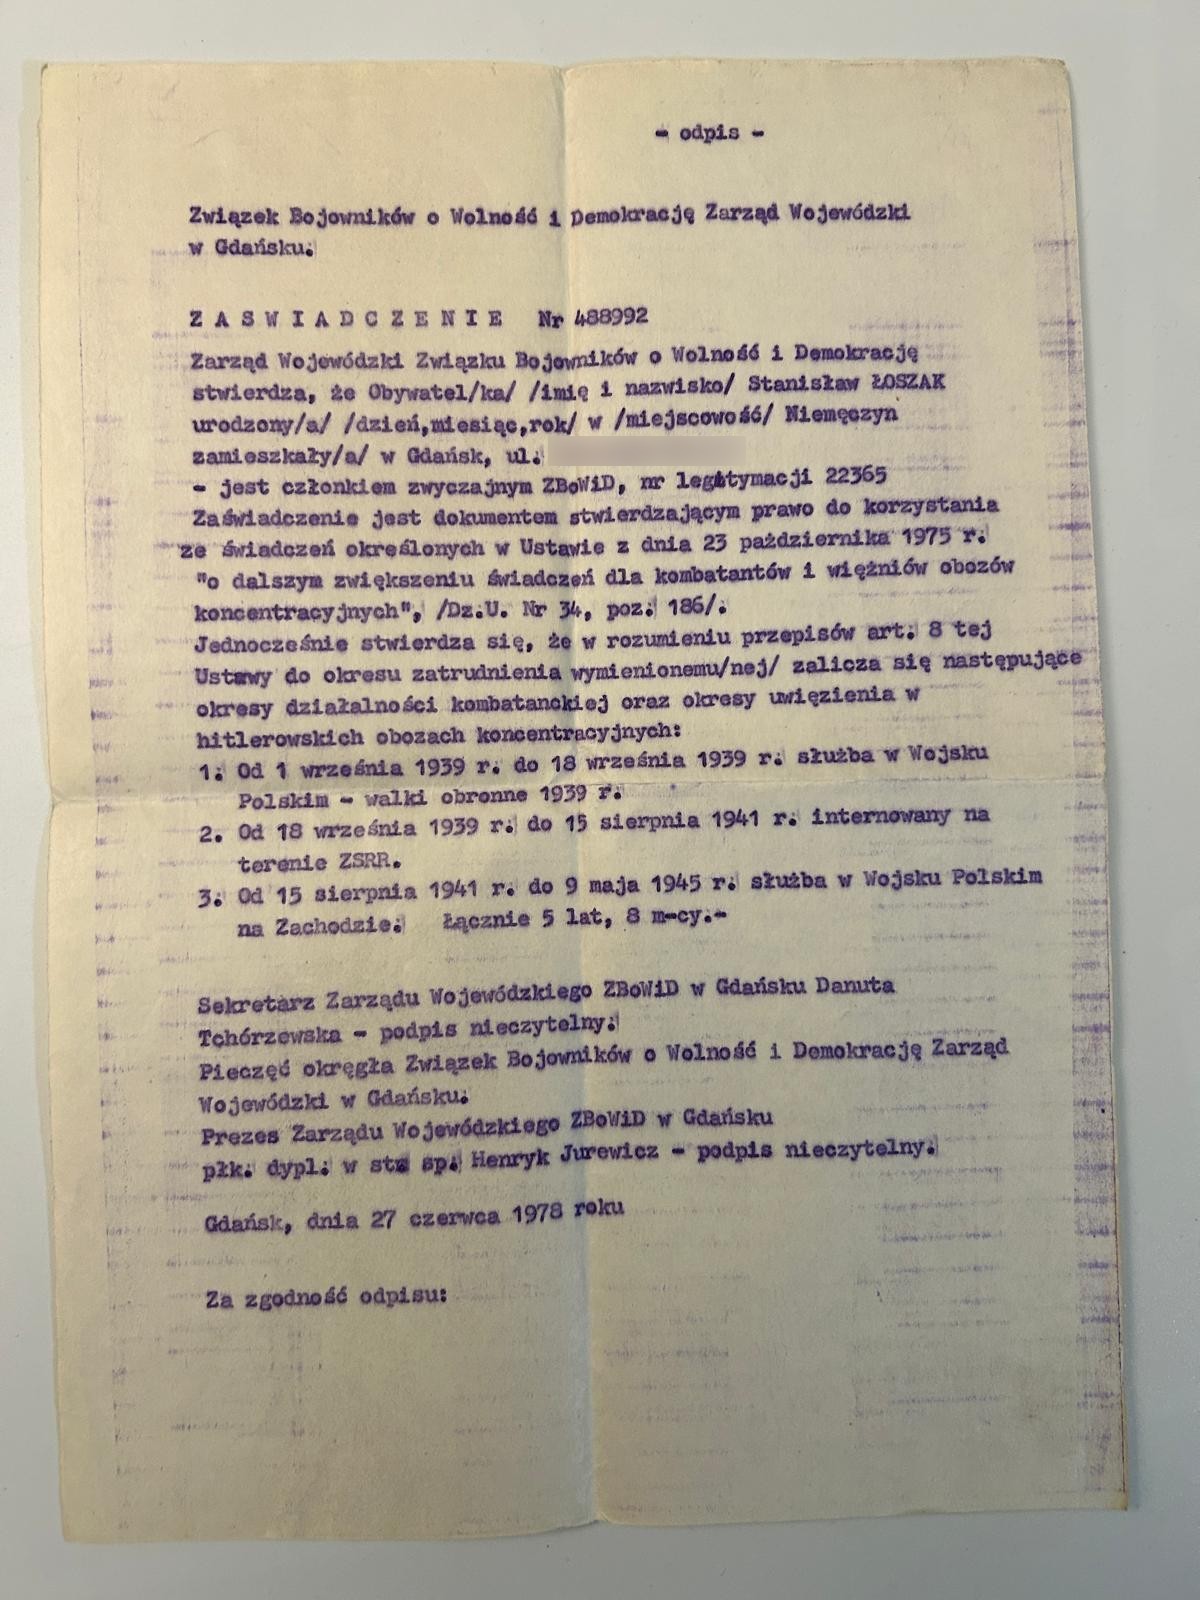 - odpis -
Związek Bojowników o Wolność i Demokrację Zarząd Wojewódzki
w Gdańsku.
Z A S W I A D C Z E N I E Nr 488992
Zarząd Wojewódzki Związku Bojowników o Wolność i Demokrację
stwierdza, że Obywatel/ka/ /imię i nazwisko/ Stanisław ŁOSZAK
urodzony/a/ /dzień,miesiąc,rok/ w /miejscowość/ Niemęczyn
zamieszkały/a/ w Gdańsk, ul.
- jest członkiem zwyczajnym ZBoWiD, nr legitymacji 22365
Zaświadczenie jest dokumentem stwierdzającym prawo do korzystania
ze świadczeń określonych w Ustawie z dnia 23 pażdziernika 1975 r.
"o dalszym zwiększeniu świadczeń dla kombatantów i więżniów obozów
koncentracyjnych", /Dz.U. Nr 34, poz. 186/.
Jednocześnie stwierdza się, że w rozumieniu przepisów art. 8 tej
Ustawy do okresu zatrudnienia wymienionemu/nej/ zalicza się następujące
okresy działalności kombatanckiej oraz okresy uwięzienia w
hitlerowskich obozach koncentracyjnych:
1. Od 1 września 1939 r. do 18 września 1939 r. służba w Wojsku
Polskim - walki obronne 1939 r.
2. Od 18 września 1939 r. do 15 sierpnia 1941 r. internowany na
terenie ZSRR.
3. Od 15 sierpnia 1941 r. do 9 maja 1945 r. służba w Wojsku Polskim
na Zachodzie. Łącznie 5 lat, 8 m-cy.-
Sekretarz Zarządu Wojewódzkiego ZBoWiD w Gdańsku Danuta
Tchórzewska - podpis nieczytelny.
Pieczęć okręgła Związek Bojowników o Wolność i Demokrację Zarząd
Wojewódzki w Gdańsku.
Prezes Zarządu Wojewódzkiego ZBoWiD w Gdańsku
płk. dypl. w st sp. Henryk Jurewicz - podpis nieczytelny.
Gdańsk, dnia 27 czerwca 1978 roku
Za zgodność odpisu: